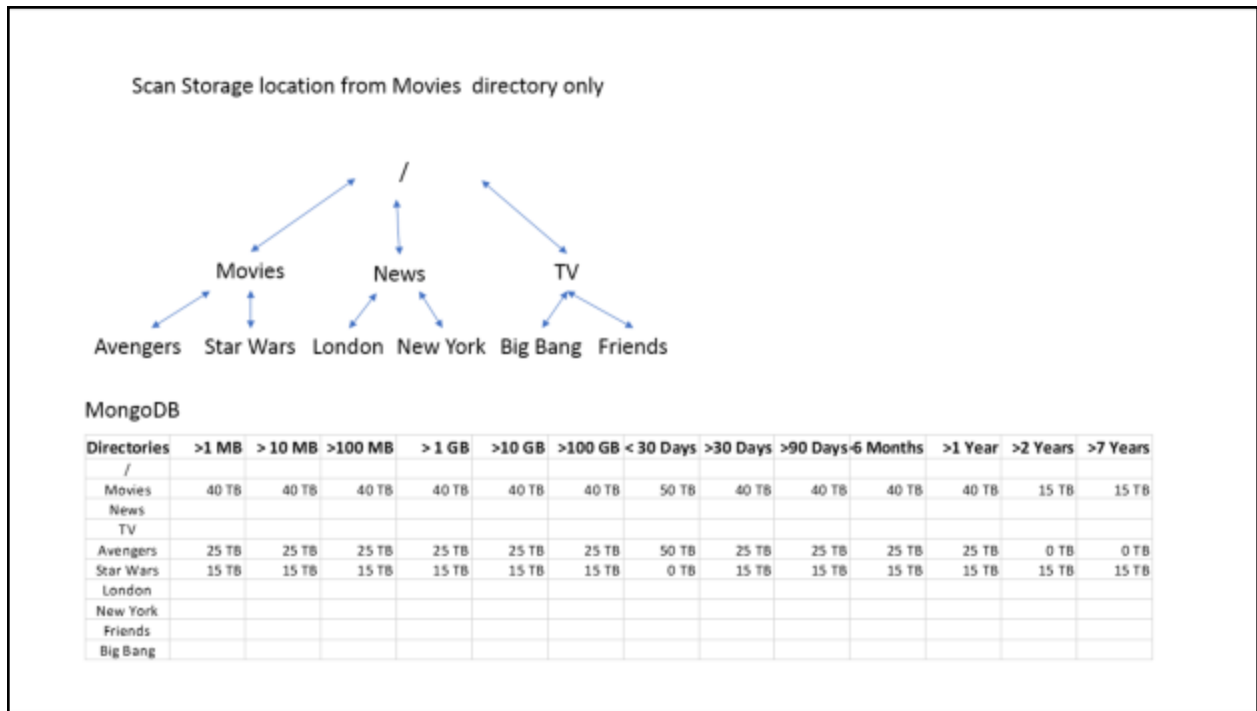 Scan Storage location from Movies directory only
/
Movies News TV
Avengers Star Wars London New York Big Bang Friends
MongoDB
Directories >1 MB > 10 MB >100 MB > 1 GB >10 GB >100 GB < 30 Days >30 Days >90 Days 6 Months >1 Year >2 Years >7 Years
/
Movies 40 TB 40 TB 40 TB 40 TB 40 TB 40 TB 50 TB 40 TB 40 TB 40 TB 40 TB 15 TB 15 TB
News
TV
Avengers 25 TB 25 TB 25 TB 25 TB 25 TB 25 TB 50 TB 25 TB 25 TB 25 TB 25 TB 0 TB 0 TB
Star Wars 15 TB 15 TB 15 TB 15 TB 15 TB 15 TB 0 TB 15 TB 15 TB 15 TB 15 TB 15 TB 15 TB
London
New York
Friends
Big Bang